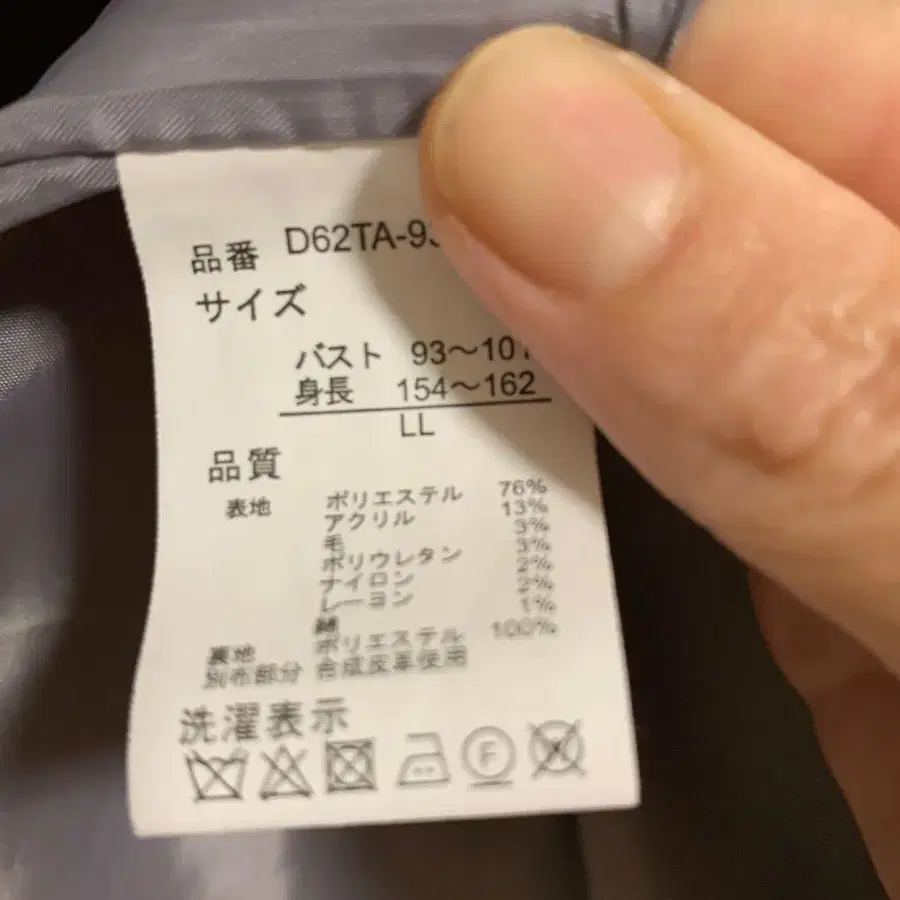 品番 D62TA-93
サイズ
バスト 93〜101
身長 154〜162
LL
品質
表地 ポリエステル 76%
アクリル 13%
毛 3%
ポリウレタン 3%
ナイロン 2%
レーヨン 2%
綿 1%
裏地 ポリエステル 100%
別布部分 合成皮革使用
洗濯表示
F